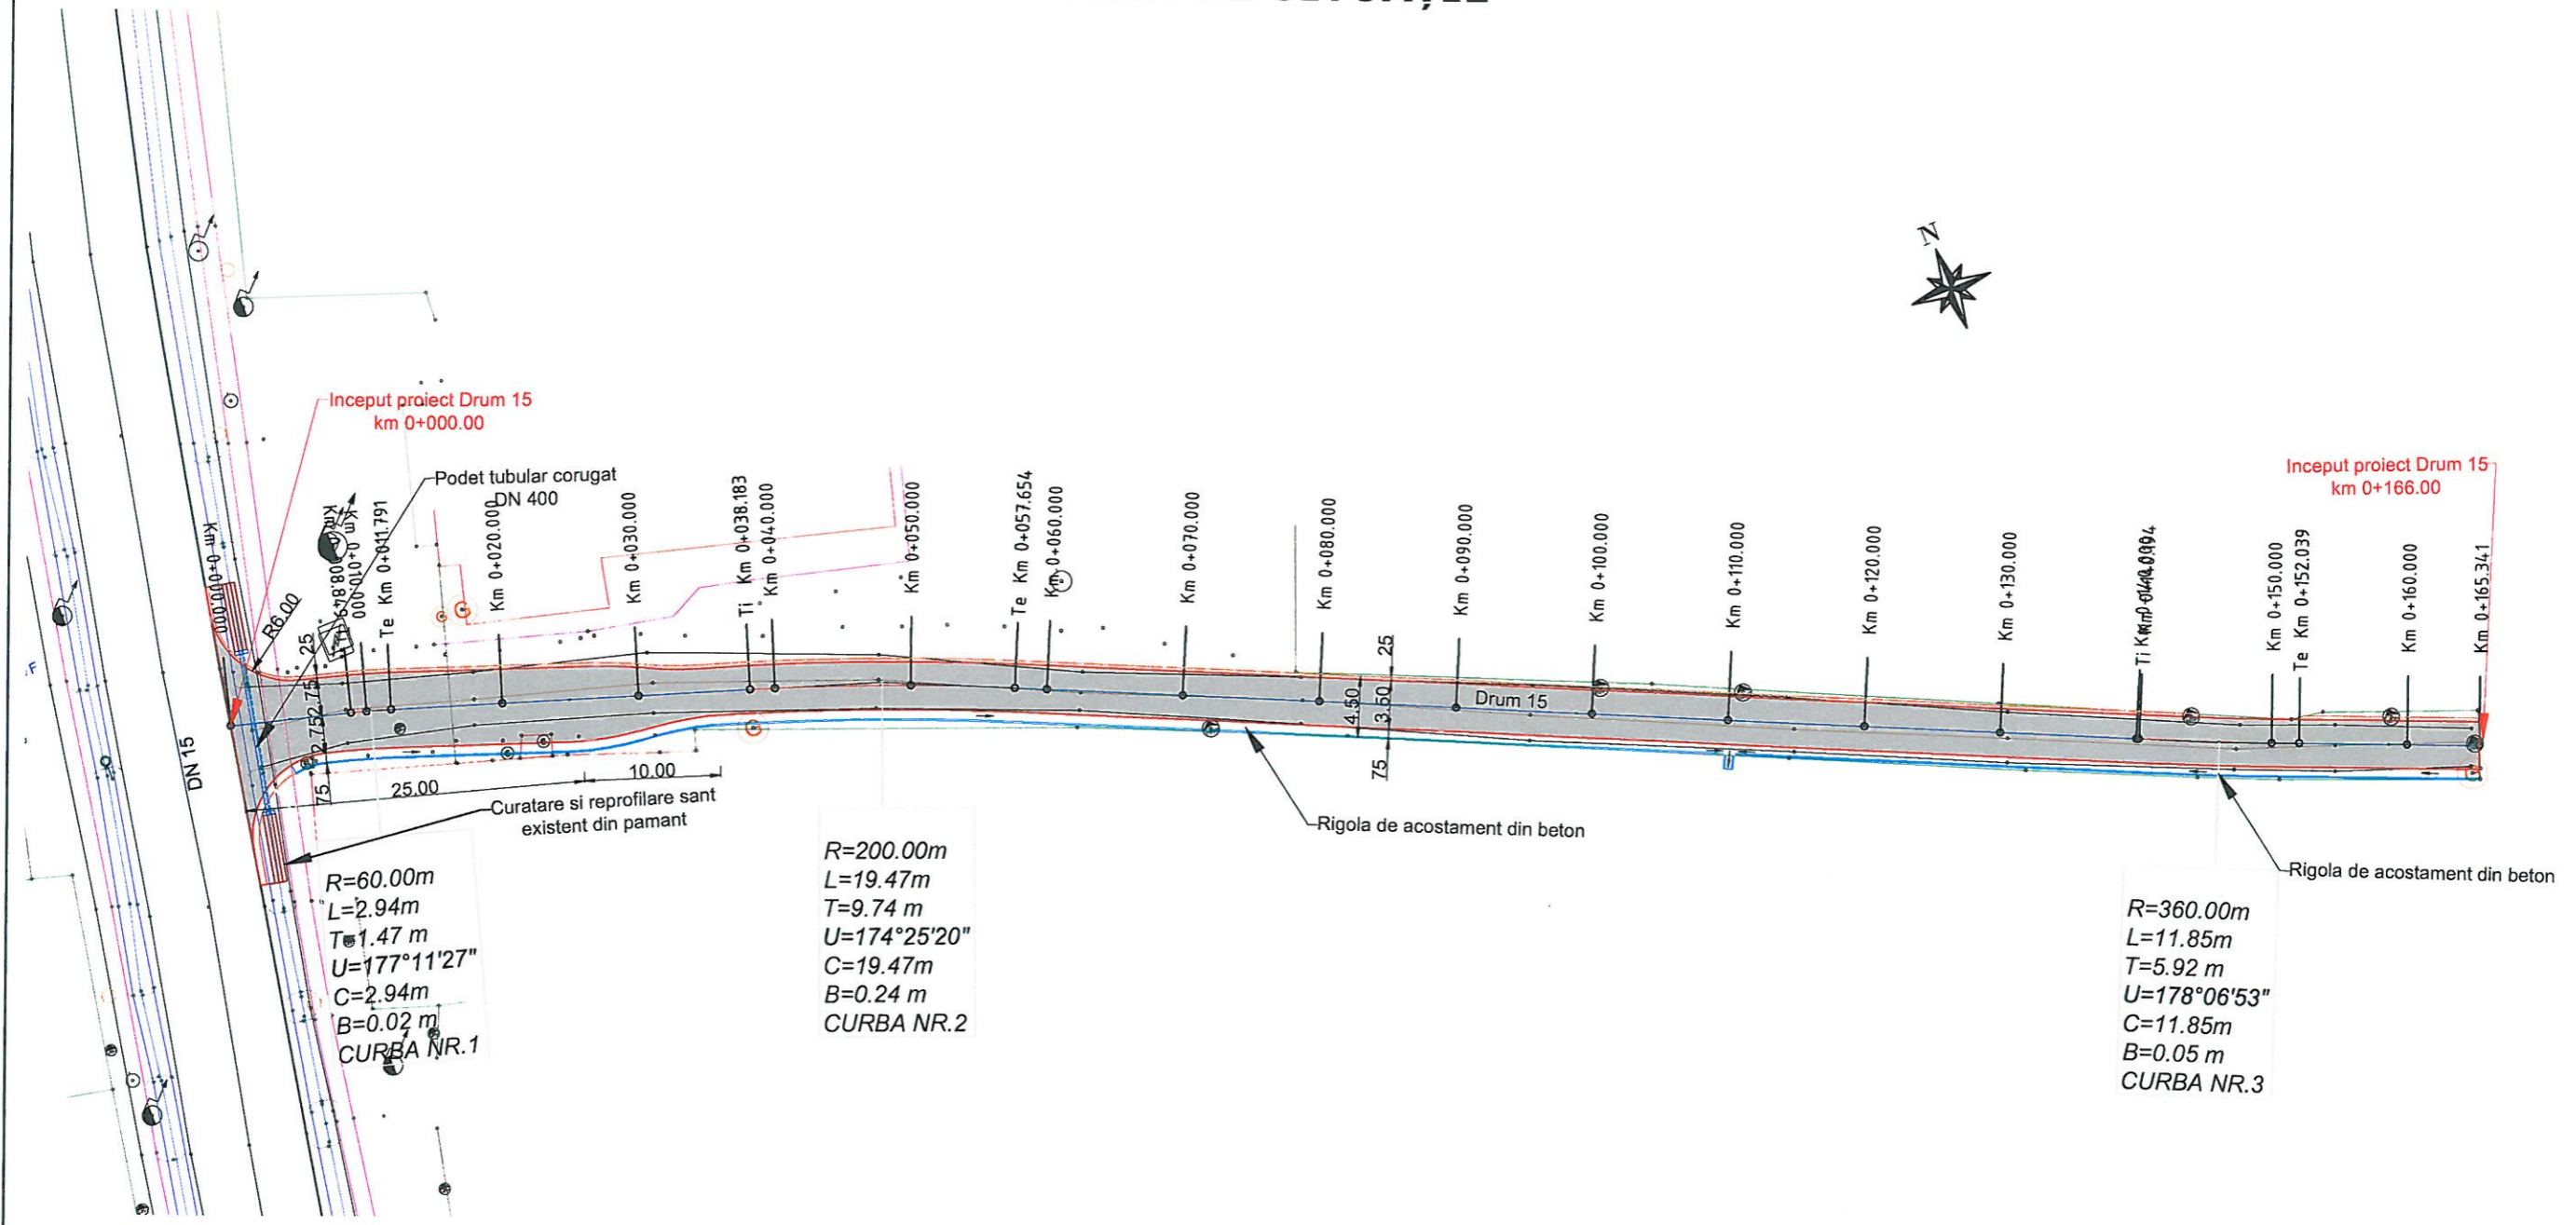 Inceput proiect Drum 15
km 0+000.00
Podet tubular corugat
DN 400
Inceput proiect Drum 15
km 0+166.00
N
km 0+000.000
R6.00
Km 0+010.000
Te Km 0+011.791
Km 0+020.000
Km 0+030.000
Ti Km 0+038.183
Km 0+040.000
Km 0+050.000
Te Km 0+057.654
Km 0+060.000
Km 0+070.000
Km 0+080.000
Km 0+090.000
Km 0+100.000
Km 0+110.000
Km 0+120.000
Km 0+130.000
Km 0+150.000
Te Km 0+152.039
Km 0+160.000
Km 0+165.341
25
2.75
2.75
75
25
4.50
3.50
75
Drum 15
DN 15
25.00
10.00
Curatare si reprofilare sant
existent din pamant
Rigola de acostament din beton
Rigola de acostament din beton
R=60.00m
L=2.94m
T=1.47 m
U=177°11'27"
C=2.94m
B=0.02 m
CURBA NR.1
R=200.00m
L=19.47m
T=9.74 m
U=174°25'20"
C=19.47m
B=0.24 m
CURBA NR.2
R=360.00m
L=11.85m
T=5.92 m
U=178°06'53"
C=11.85m
B=0.05 m
CURBA NR.3